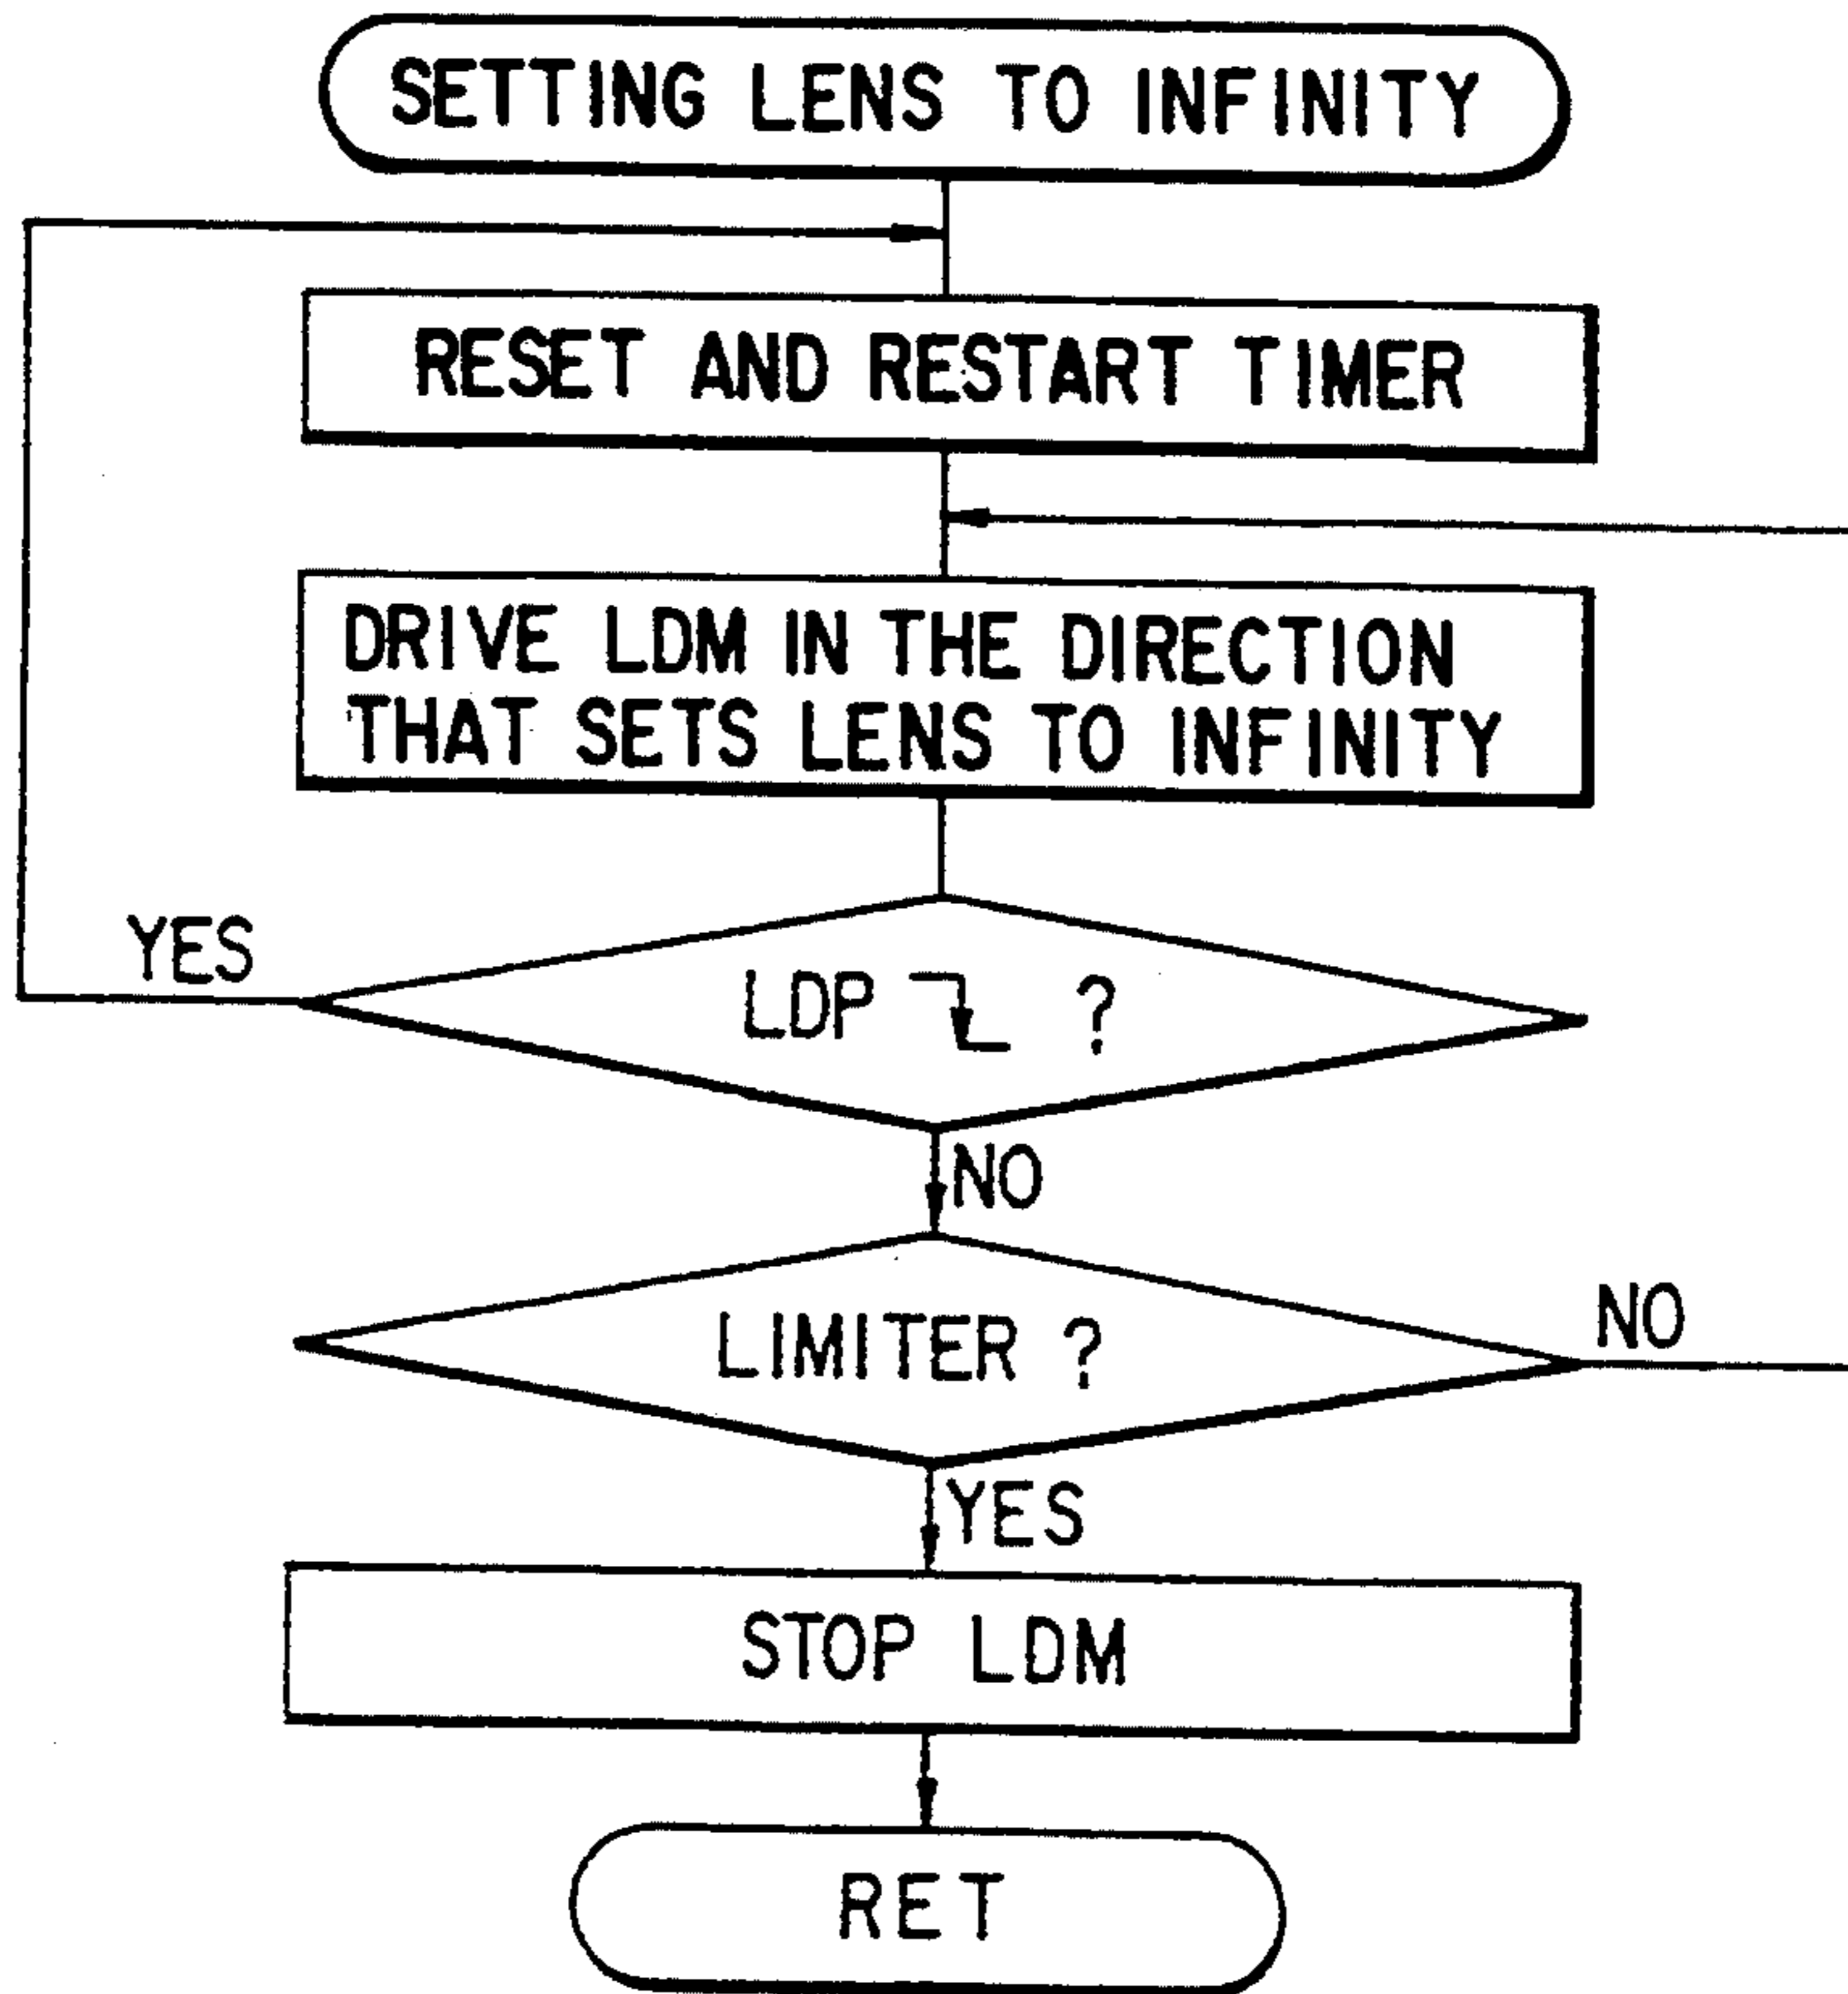 SETTING LENS TO INFINITY
RESET AND RESTART TIMER
DRIVE LDM IN THE DIRECTION
THAT SETS LENS TO INFINITY
YES
LDP ?
NO
LIMITER ?
NO
YES
STOP LDM
RET